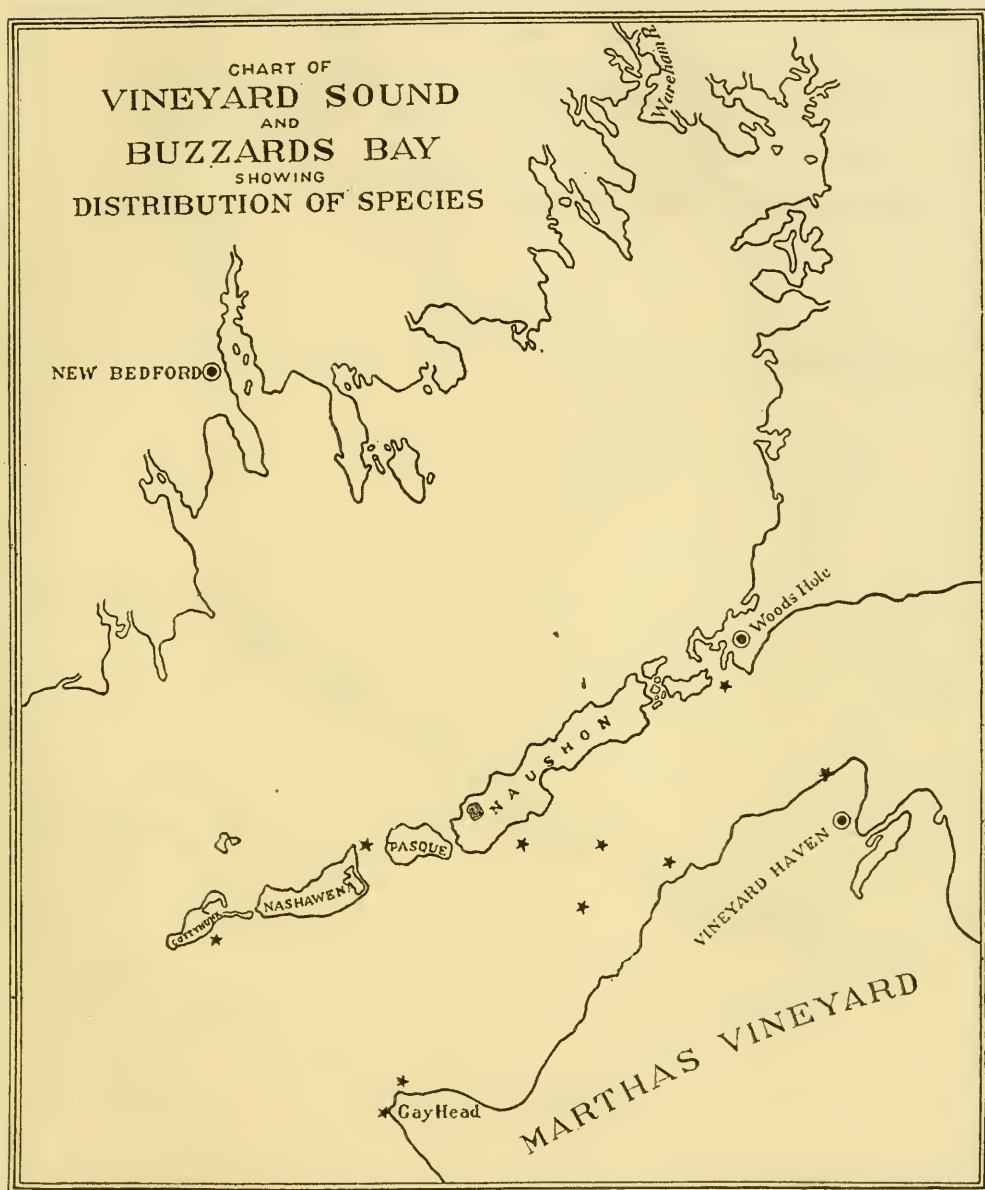 CHART OF
VINEYARD SOUND
AND
BUZZARDS BAY
SHOWING
DISTRIBUTION OF SPECIES
Wareham R.
NEW BEDFORD
Woods Hole
NAUSHON
PASQUE
NASHAWENA
CUTTYHUNK
VINEYARD HAVEN
MARTHAS VINEYARD
Gay Head